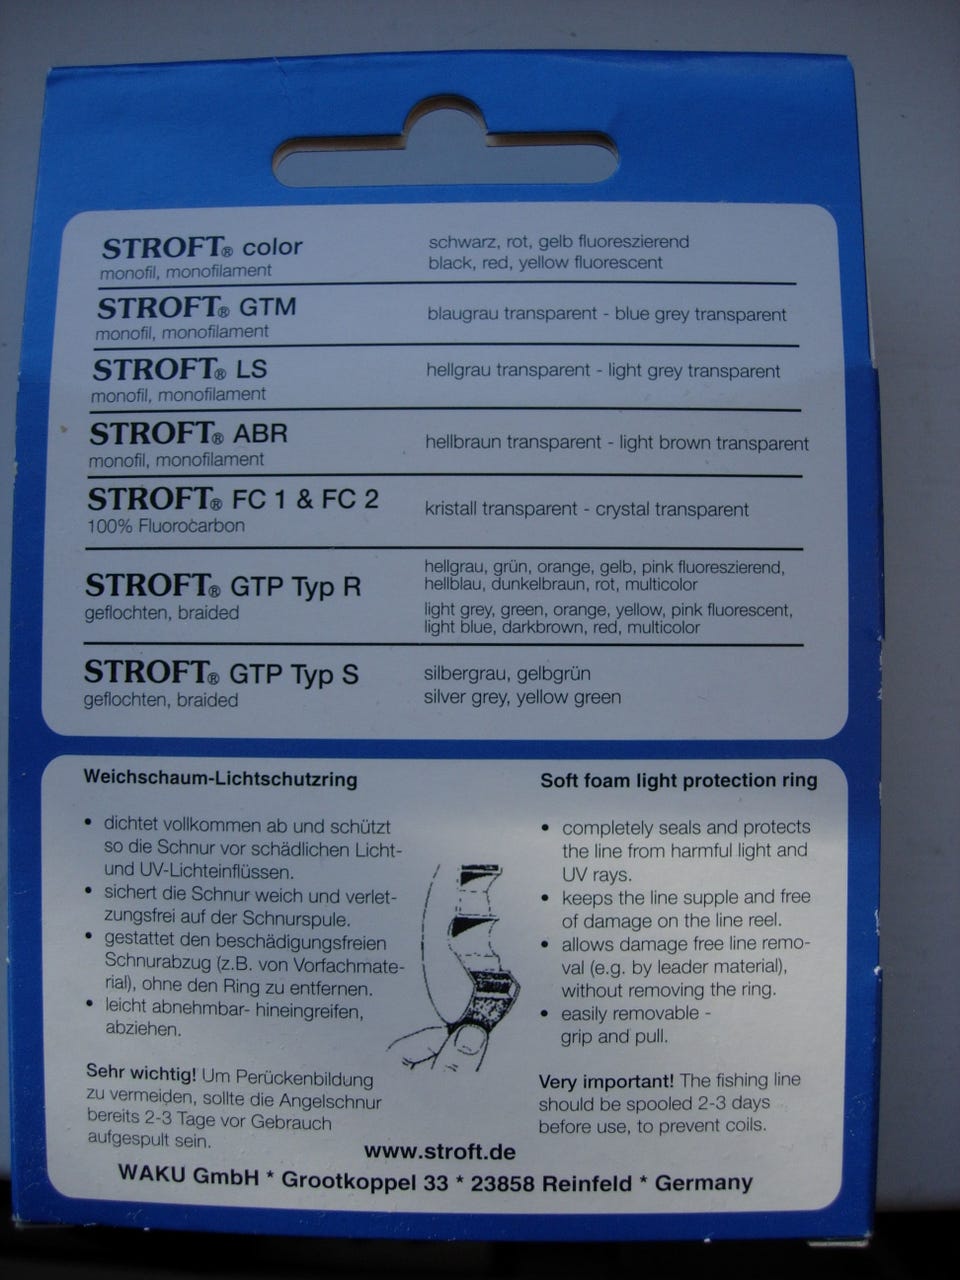 STROFT® color
monofil, monofilament
schwarz, rot, gelb fluoreszierend
black, red, yellow fluorescent
STROFT® GTM
monofil, monofilament
blaugrau transparent - blue grey transparent
STROFT® LS
monofil, monofilament
hellgrau transparent - light grey transparent
STROFT® ABR
monofil, monofilament
hellbraun transparent - light brown transparent
STROFT® FC 1 & FC 2
100% Fluorocarbon
kristall transparent - crystal transparent
STROFT® GTP Typ R
geflochten, braided
hellgrau, grün, orange, gelb, pink fluoreszierend,
hellblau, dunkelbraun, rot, multicolor
light grey, green, orange, yellow, pink fluorescent,
light blue, darkbrown, red, multicolor
STROFT® GTP Typ S
geflochten, braided
silbergrau, gelbgrün
silver grey, yellow green
Weichschaum-Lichtschutzring
• dichtet vollkommen ab und schützt
so die Schnur vor schädlichen Licht-
und UV-Lichteinflüssen.
• sichert die Schnur weich und verlet-
zungsfrei auf der Schnurspule.
• gestattet den beschädigungsfreien
Schnurabzug (z.B. von Vorfachmate-
rial), ohne den Ring zu entfernen.
• leicht abnehmbar- hineingreifen,
abziehen.
Sehr wichtig! Um Perückenbildung
zu vermeiden, sollte die Angelschnur
bereits 2-3 Tage vor Gebrauch
aufgespult sein.
Soft foam light protection ring
• completely seals and protects
the line from harmful light and
UV rays.
• keeps the line supple and free
of damage on the line reel.
• allows damage free line remo-
val (e.g. by leader material),
without removing the ring.
• easily removable -
grip and pull.
Very important! The fishing line
should be spooled 2-3 days
before use, to prevent coils.
www.stroft.de
WAKU GmbH * Grootkoppel 33 * 23858 Reinfeld * Germany